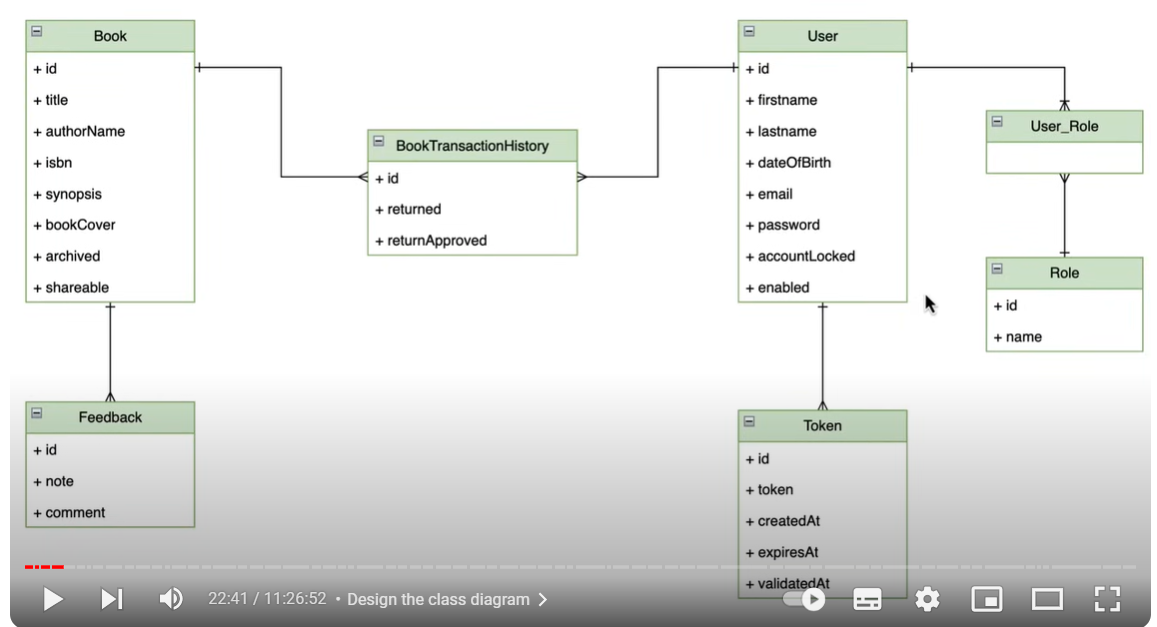 Book
+ id
+ title
+ authorName
+ isbn
+ synopsis
+ bookCover
+ archived
+ shareable
BookTransactionHistory
+ id
+ returned
+ returnApproved
User
+ id
+ firstname
+ lastname
+ dateOfBirth
+ email
+ password
+ accountLocked
+ enabled
User_Role
Role
+ id
+ name
Feedback
+ id
+ note
+ comment
Token
+ id
+ token
+ createdAt
+ expiresAt
+ validatedAt
22:41 / 11:26:52 • Design the class diagram